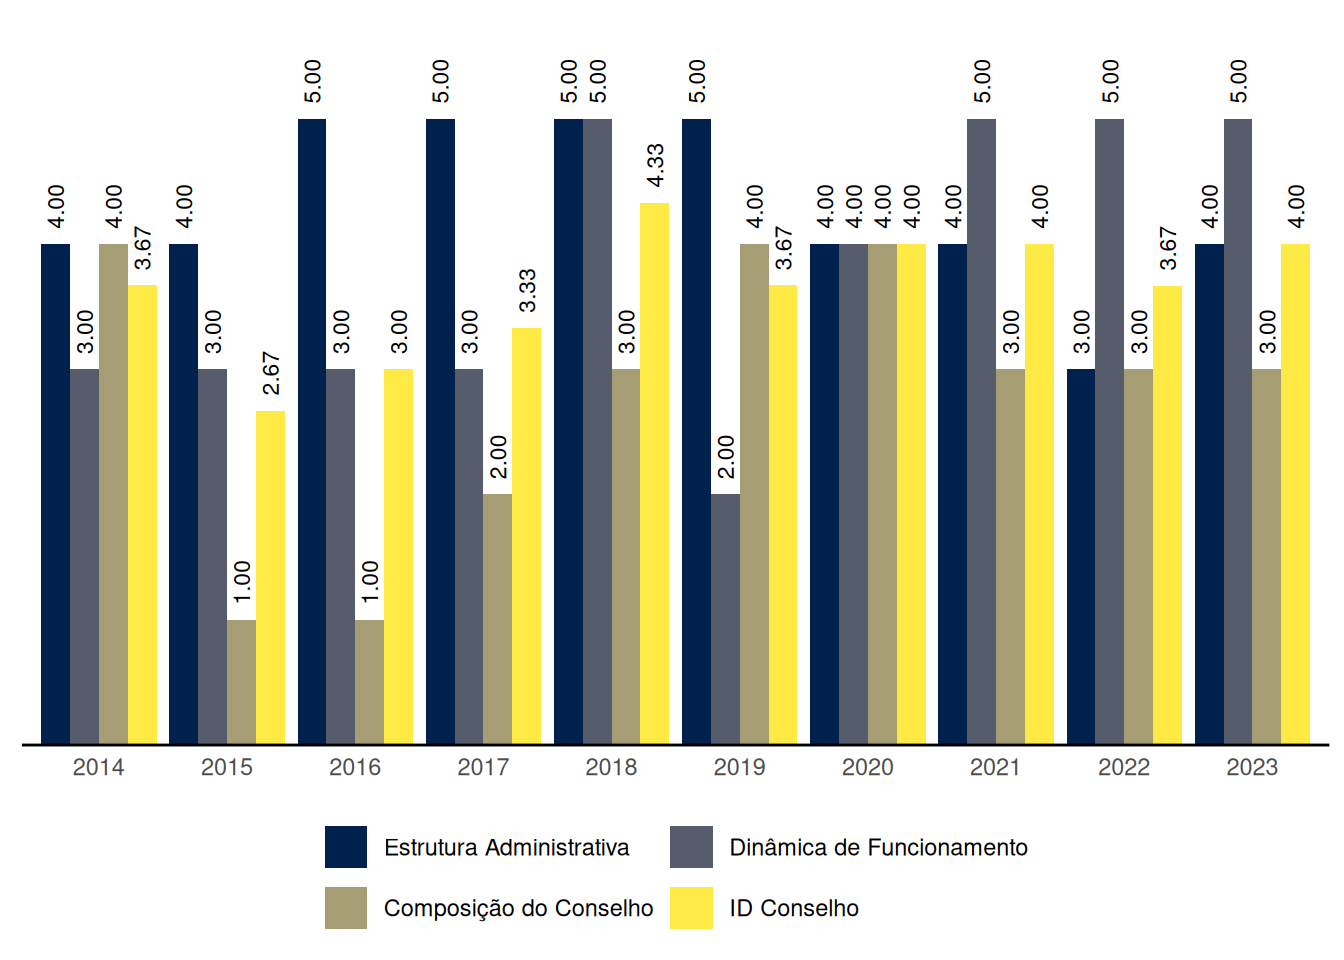 4.00 3.00 4.00 3.67 4.00 3.00 1.00 2.67 5.00 3.00 1.00 3.00 5.00 3.00 2.00 3.33 5.00 5.00 3.00 4.33 5.00 2.00 4.00 3.67 4.00 4.00 4.00 4.00 4.00 5.00 3.00 4.00 3.00 5.00 3.00 3.67 4.00 5.00 3.00 4.00
2014 2015 2016 2017 2018 2019 2020 2021 2022 2023
Estrutura Administrativa Dinâmica de Funcionamento
Composição do Conselho ID Conselho